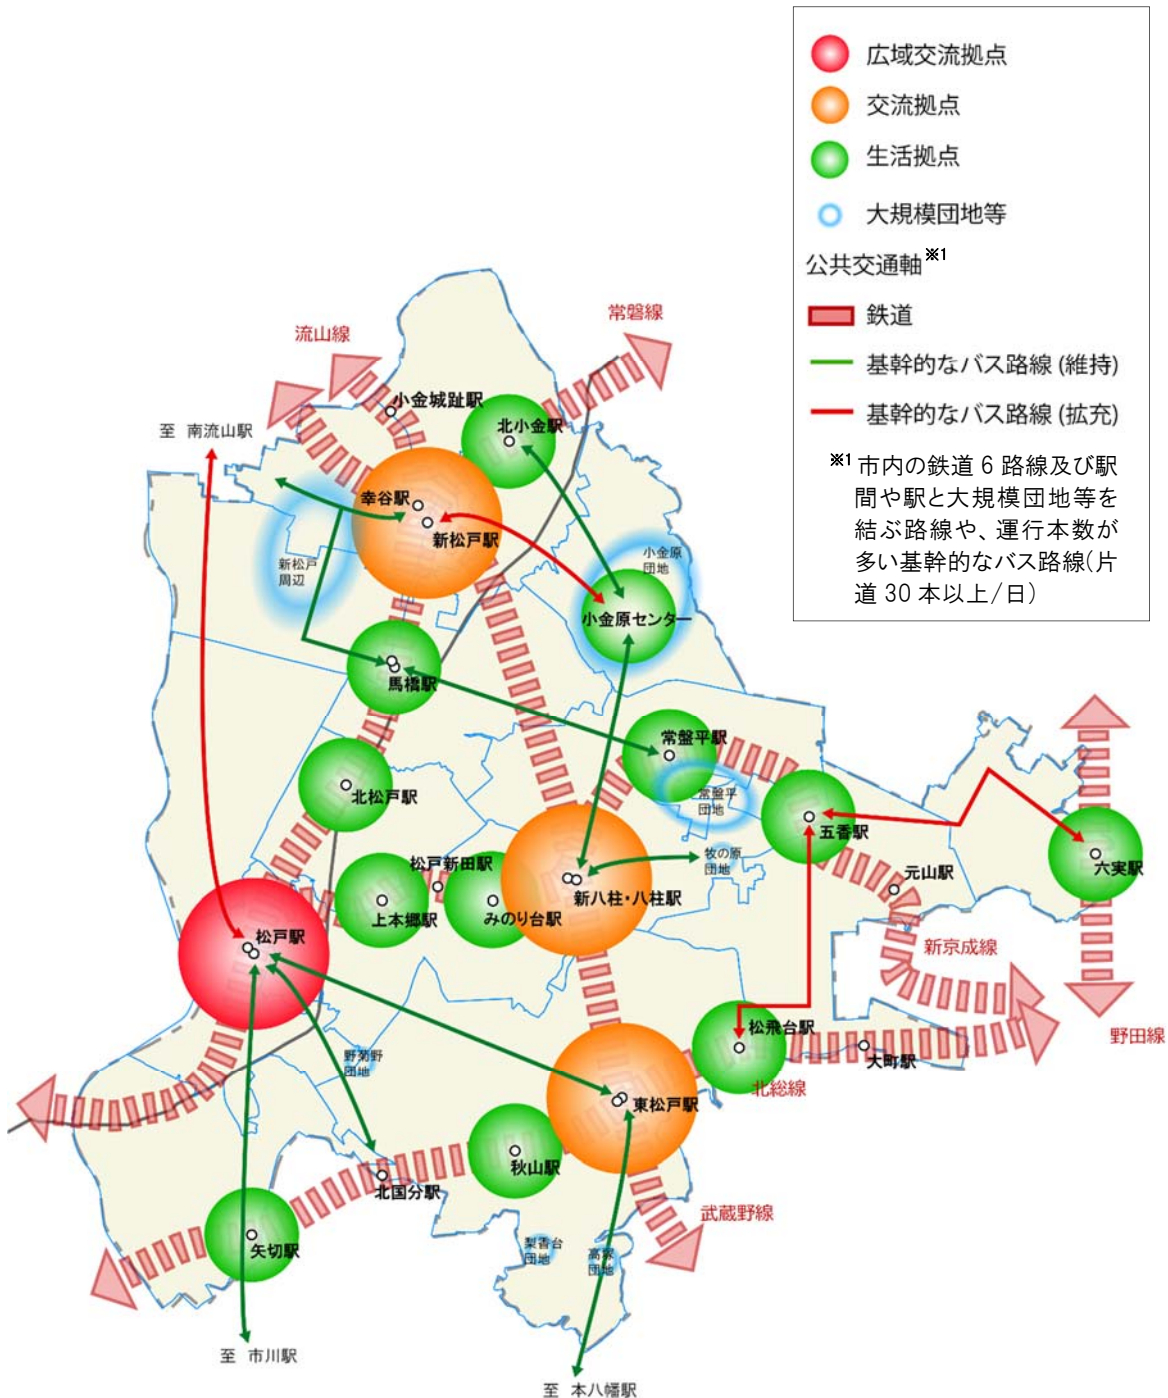 広域交流拠点
交流拠点
生活拠点
大規模団地等
公共交通軸※1
鉄道
基幹的なバス路線 (維持)
基幹的なバス路線 (拡充)
※1 市内の鉄道 6 路線及び駅
間や駅と大規模団地等を
結ぶ路線や、運行本数が
多い基幹的なバス路線(片
道 30 本以上/日)
常磐線
流山線
小金城趾駅
北小金駅
至 南流山駅
幸谷駅
新松戸駅
新松戸
周辺
小金原
団地
小金原センター
馬橋駅
常盤平駅
常盤平
団地
北松戸駅
五香駅
松戸新田駅
牧の原
団地
六実駅
元山駅
新八柱・八柱駅
みのり台駅
上本郷駅
松戸駅
新京成線
松飛台駅
大町駅
野田線
野菊野
団地
北総線
東松戸駅
秋山駅
北国分駅
武蔵野線
矢切駅
梨香台
団地
高塚
団地
至 市川駅
至 本八幡駅